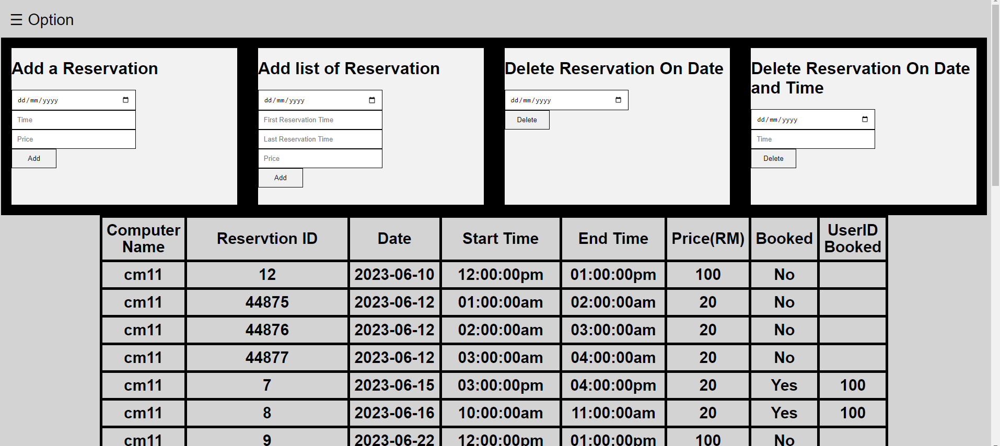 ☰ Option
Add a Reservation
dd/mm/yyyy
Time
Price
Add
Add list of Reservation
dd/mm/yyyy
First Reservation Time
Last Reservation Time
Price
Add
Delete Reservation On Date
dd/mm/yyyy
Delete
Delete Reservation On Date
and Time
dd/mm/yyyy
Time
Delete
Computer Name Reservtion ID Date Start Time End Time Price(RM) Booked UserID Booked
cm11 12 2023-06-10 12:00:00pm 01:00:00pm 100 No
cm11 44875 2023-06-12 01:00:00am 02:00:00am 20 No
cm11 44876 2023-06-12 02:00:00am 03:00:00am 20 No
cm11 44877 2023-06-12 03:00:00am 04:00:00am 20 No
cm11 7 2023-06-15 03:00:00pm 04:00:00pm 20 Yes 100
cm11 8 2023-06-16 10:00:00am 11:00:00am 20 Yes 100
cm11 9 2023-06-22 12:00:00pm 01:00:00pm 100 No